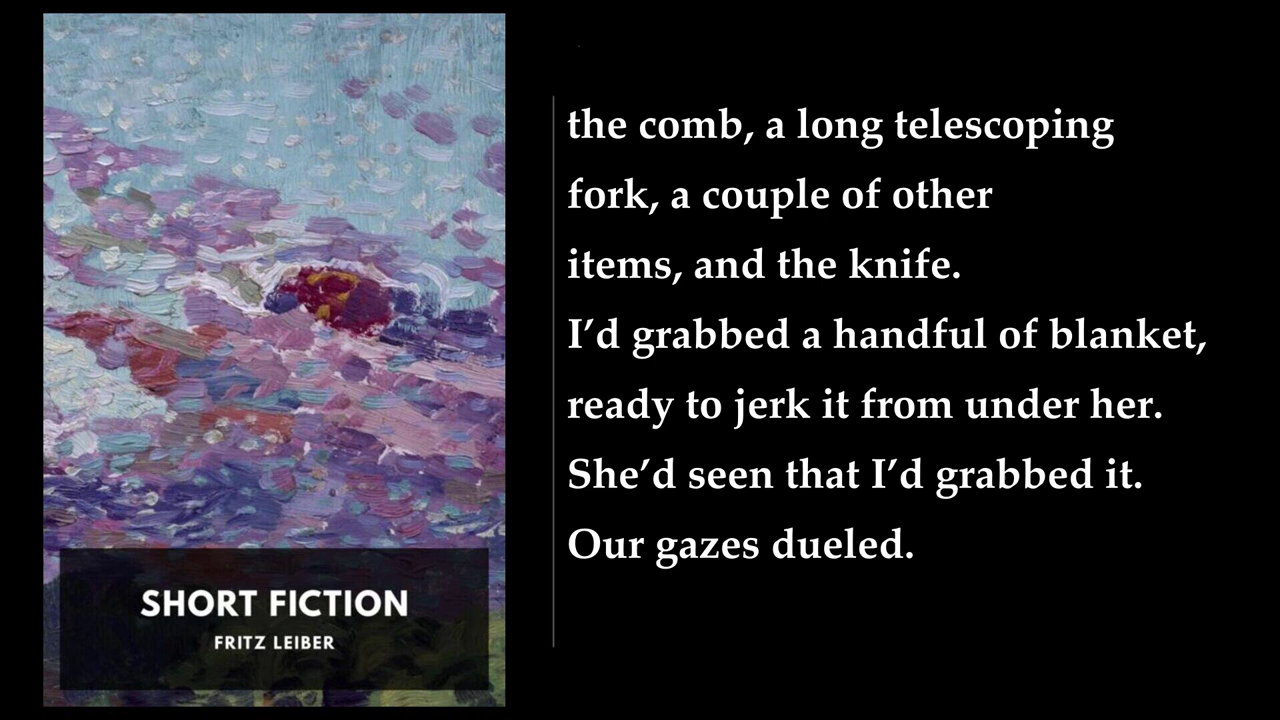 SHORT FICTION
FRITZ LEIBER
the comb, a long telescoping
fork, a couple of other
items, and the knife.
I’d grabbed a handful of blanket,
ready to jerk it from under her.
She’d seen that I’d grabbed it.
Our gazes dueled.